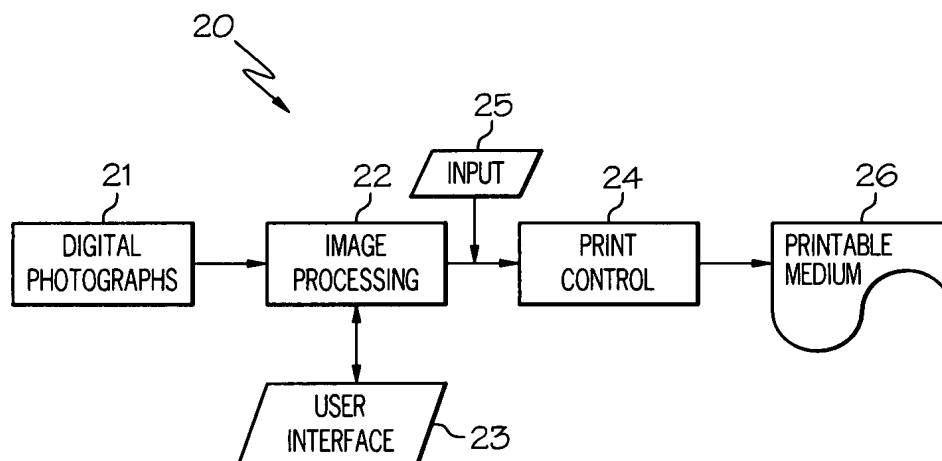 20
25
INPUT
21
DIGITAL
PHOTOGRAPHS
22
IMAGE
PROCESSING
24
PRINT
CONTROL
26
PRINTABLE
MEDIUM
USER
INTERFACE
23